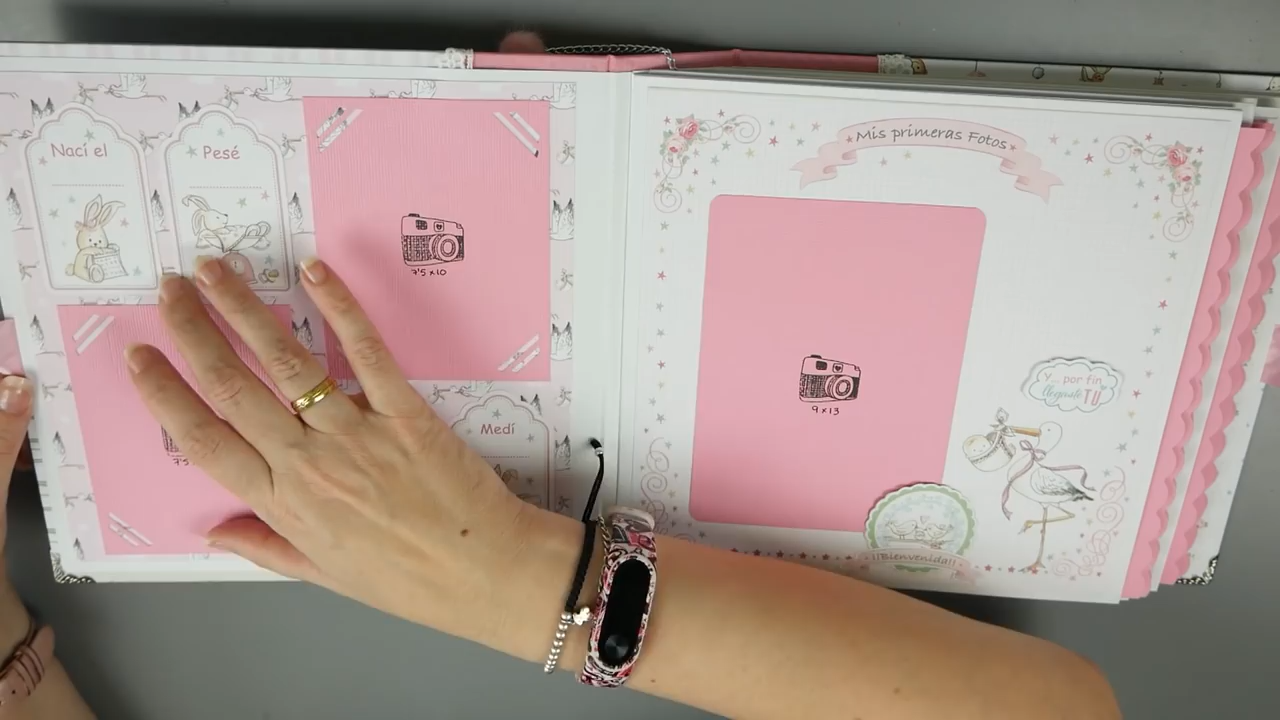 Nací el
Pesé
7'5 x 10
Medí
Mis primeras Fotos
9 x 13
Y... por fin
llegaste TÚ
¡¡Bienvenida!!